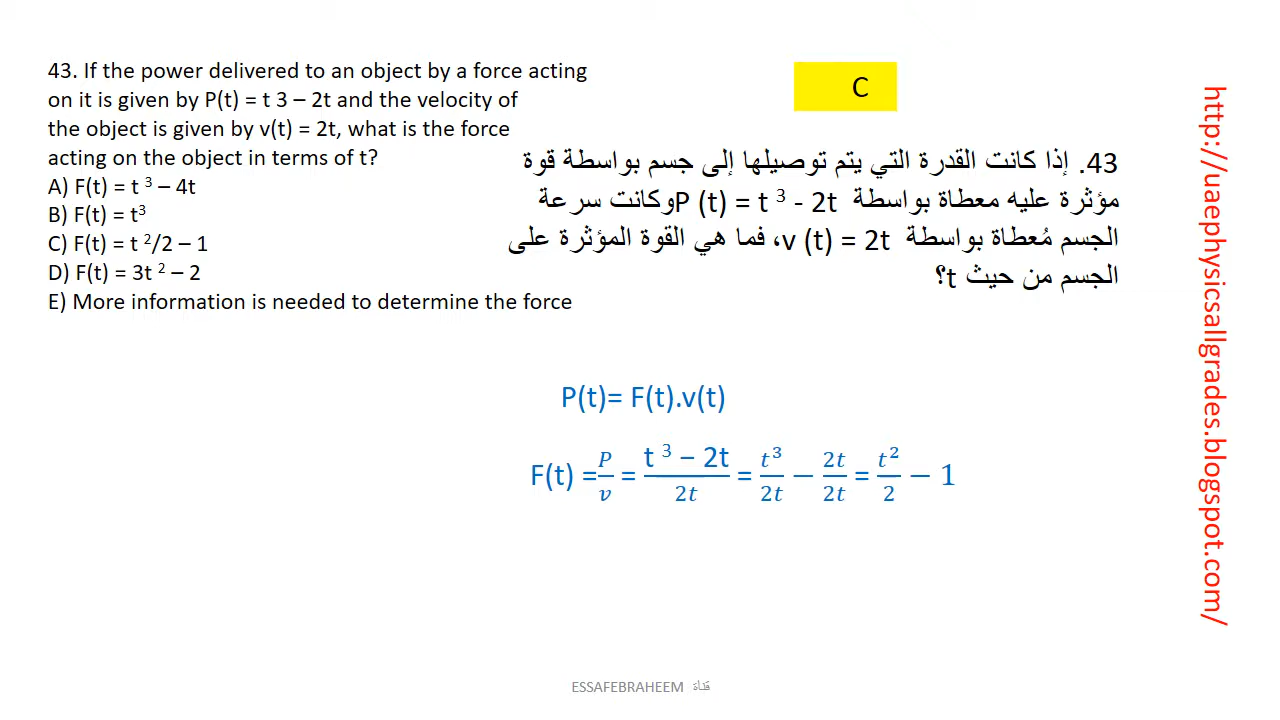 43. If the power delivered to an object by a force acting
on it is given by P(t) = t 3 – 2t and the velocity of
the object is given by v(t) = 2t, what is the force
acting on the object in terms of t?
A) F(t) = t ³ – 4t
B) F(t) = t³
C) F(t) = t ²/2 – 1
D) F(t) = 3t ² – 2
E) More information is needed to determine the force
C
43. إذا كانت القدرة التي يتم توصيلها إلى جسم بواسطة قوة
مؤثرة عليه معطاة بواسطة P (t) = t ³ - 2t وكانت سرعة
الجسم مُعطاة بواسطة v (t) = 2t، فما هي القوة المؤثرة على
الجسم من حيث t؟
P(t)= F(t).v(t)
F(t) = P/v = (t ³ – 2t)/2t = t³/2t − 2t/2t = t²/2 − 1
http://uaephysicsallgrades.blogspot.com/
ESSAFEBRAHEEM قناة